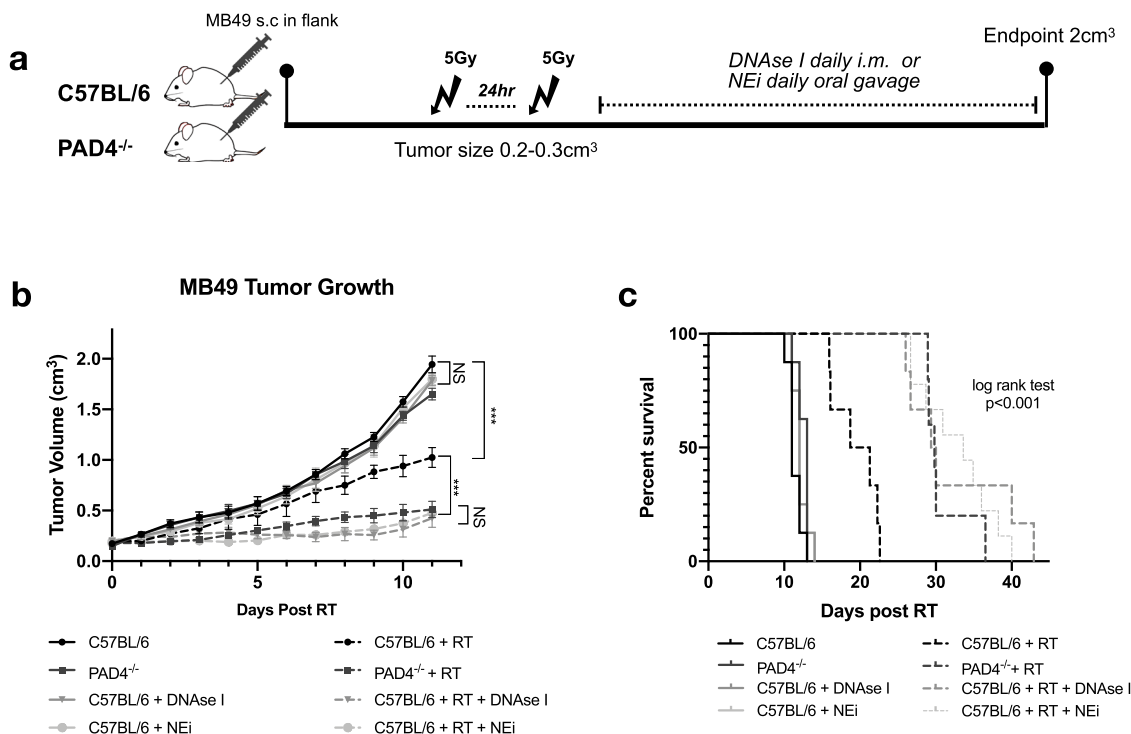 a
MB49 s.c in flank
C57BL/6
PAD4-/-
5Gy
24hr
5Gy
DNAse I daily i.m. or
NEi daily oral gavage
Endpoint 2cm3
Tumor size 0.2-0.3cm3
b
MB49 Tumor Growth
Tumor Volume (cm3)
2.0
1.5
1.0
0.5
0.0
0
5
10
Days Post RT
NS
***
***
NS
C57BL/6
PAD4-/-
C57BL/6 + DNAse I
C57BL/6 + NEi
C57BL/6 + RT
PAD4-/- + RT
C57BL/6 + RT + DNAse I
C57BL/6 + RT + NEi
c
Percent survival
100
50
0
0
10
20
30
40
Days post RT
log rank test
p<0.001
C57BL/6
PAD4-/-
C57BL/6 + DNAse I
C57BL/6 + NEi
C57BL/6 + RT
PAD4-/-+ RT
C57BL/6 + RT + DNAse I
C57BL/6 + RT + NEi